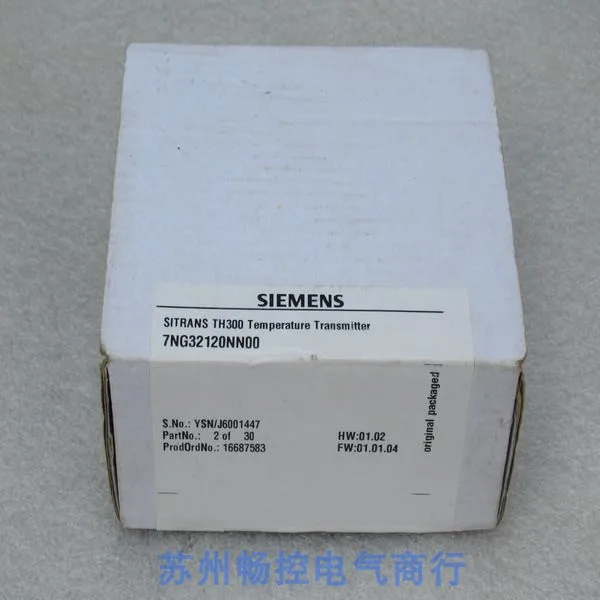 SIEMENS
SITRANS TH300 Temperature Transmitter
7NG32120NN00
S.No.: YSN/J6001447
PartNo.: 2 of 30
ProdOrdNo.: 16687583
HW:01.02
FW:01.01.04
original packaged
苏州畅控电气商行